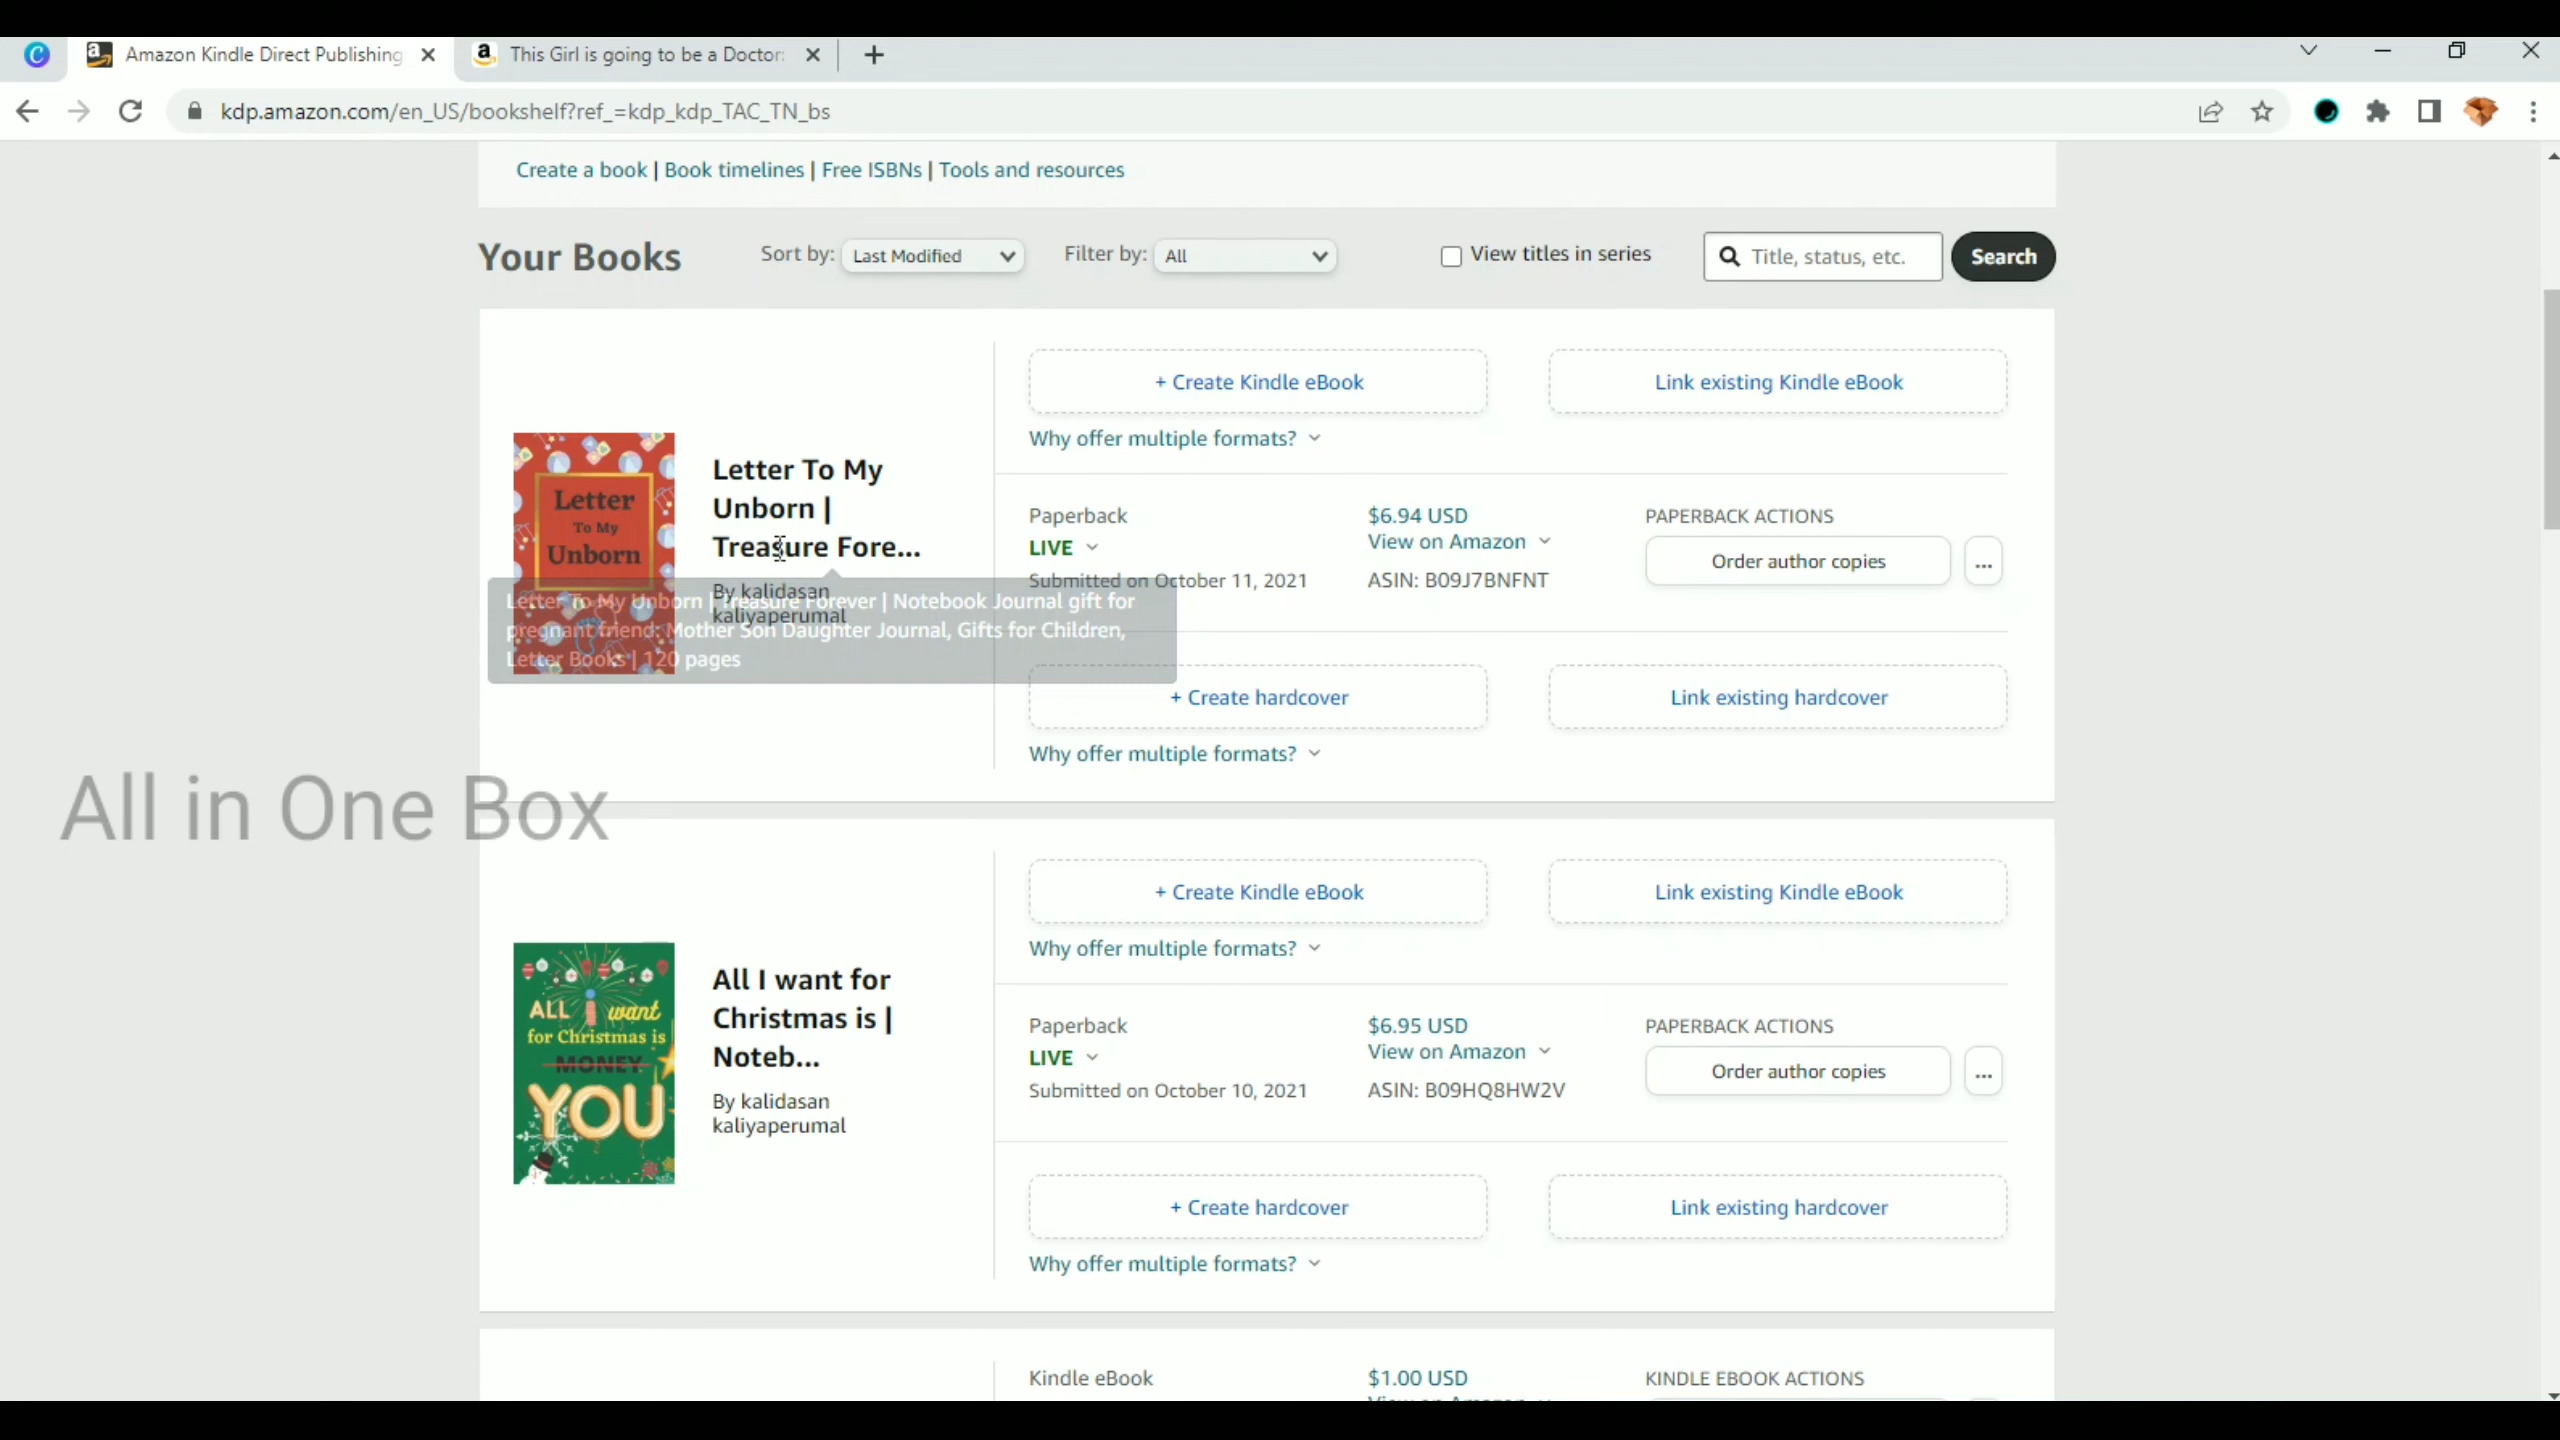 Amazon Kindle Direct Publishing
This Girl is going to be a Doctor:
kdp.amazon.com/en_US/bookshelf?ref_=kdp_kdp_TAC_TN_bs
Create a book | Book timelines | Free ISBNs | Tools and resources
Your Books
Sort by: Last Modified
Filter by: All
View titles in series
Title, status, etc.
Search
Letter
To My
Unborn
Letter To My
Unborn |
Treasure Fore...
By kalidasan
kaliyaperumal
Letter To My Unborn | Treasure Forever | Notebook Journal gift for
pregnant friend: Mother Son Daughter Journal, Gifts for Children,
Letter Books | 120 pages
+ Create Kindle eBook
Link existing Kindle eBook
Why offer multiple formats?
Paperback
LIVE
Submitted on October 11, 2021
$6.94 USD
View on Amazon
ASIN: B09J7BNFNT
PAPERBACK ACTIONS
Order author copies
...
+ Create hardcover
Link existing hardcover
Why offer multiple formats?
All in One Box
ALL I want
for Christmas is
MONEY
YOU
All I want for
Christmas is |
Noteb...
By kalidasan
kaliyaperumal
+ Create Kindle eBook
Link existing Kindle eBook
Why offer multiple formats?
Paperback
LIVE
Submitted on October 10, 2021
$6.95 USD
View on Amazon
ASIN: B09HQ8HW2V
PAPERBACK ACTIONS
Order author copies
...
+ Create hardcover
Link existing hardcover
Why offer multiple formats?
Kindle eBook
$1.00 USD
View on Amazon
KINDLE EBOOK ACTIONS